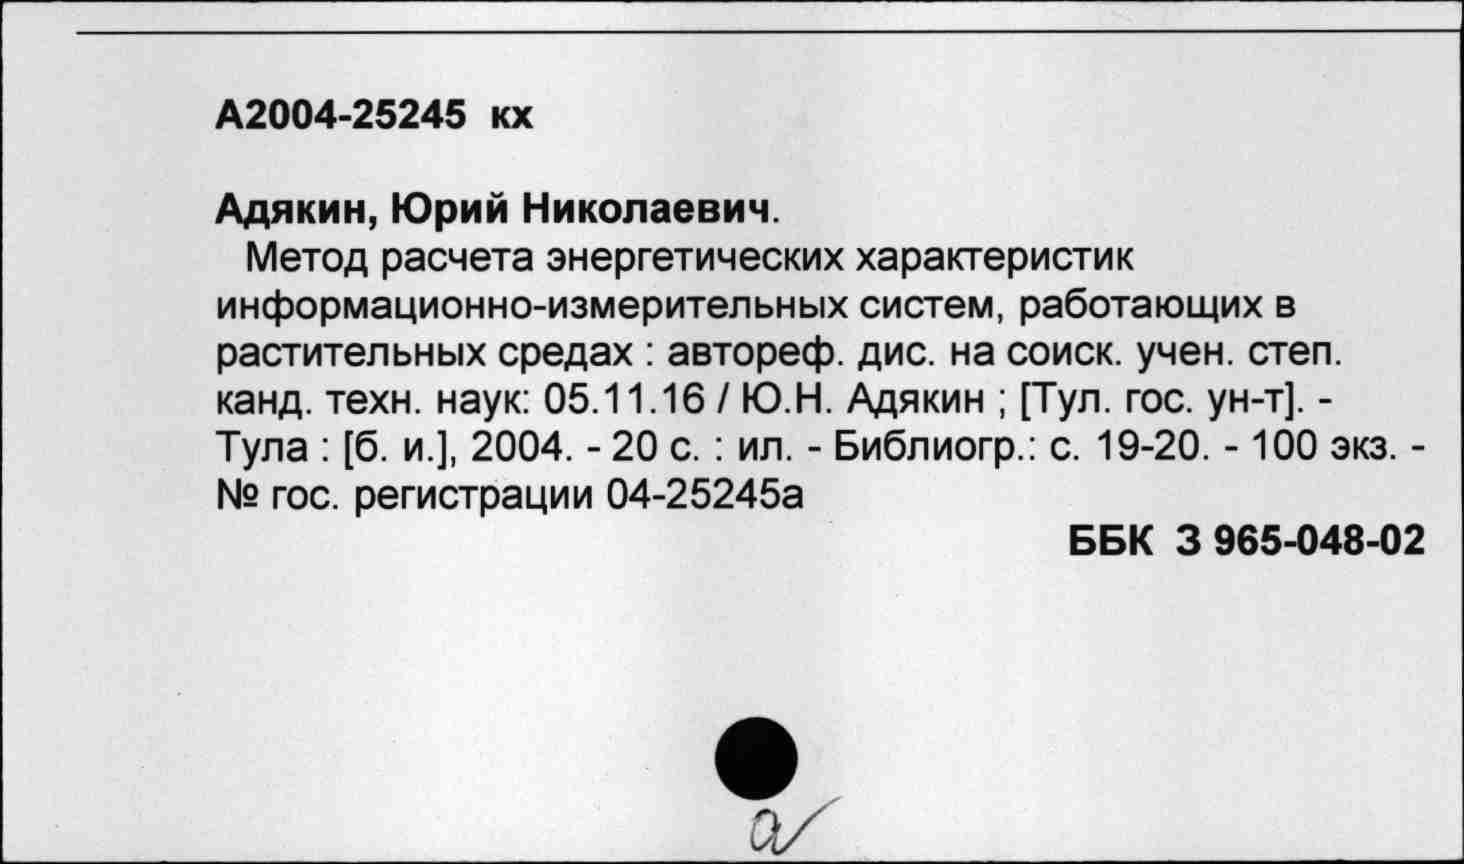 А2004-25245 кх
Адякин, Юрий Николаевич.
Метод расчета энергетических характеристик
информационно-измерительных систем, работающих в
растительных средах : автореф. дис. на соиск. учен. степ.
канд. техн. наук: 05.11.16 / Ю.Н. Адякин ; [Тул. гос. ун-т]. -
Тула : [б. и.], 2004. - 20 с. : ил. - Библиогр.: с. 19-20. - 100 экз. -
№ гос. регистрации 04-25245а
ББК З 965-048-02
а